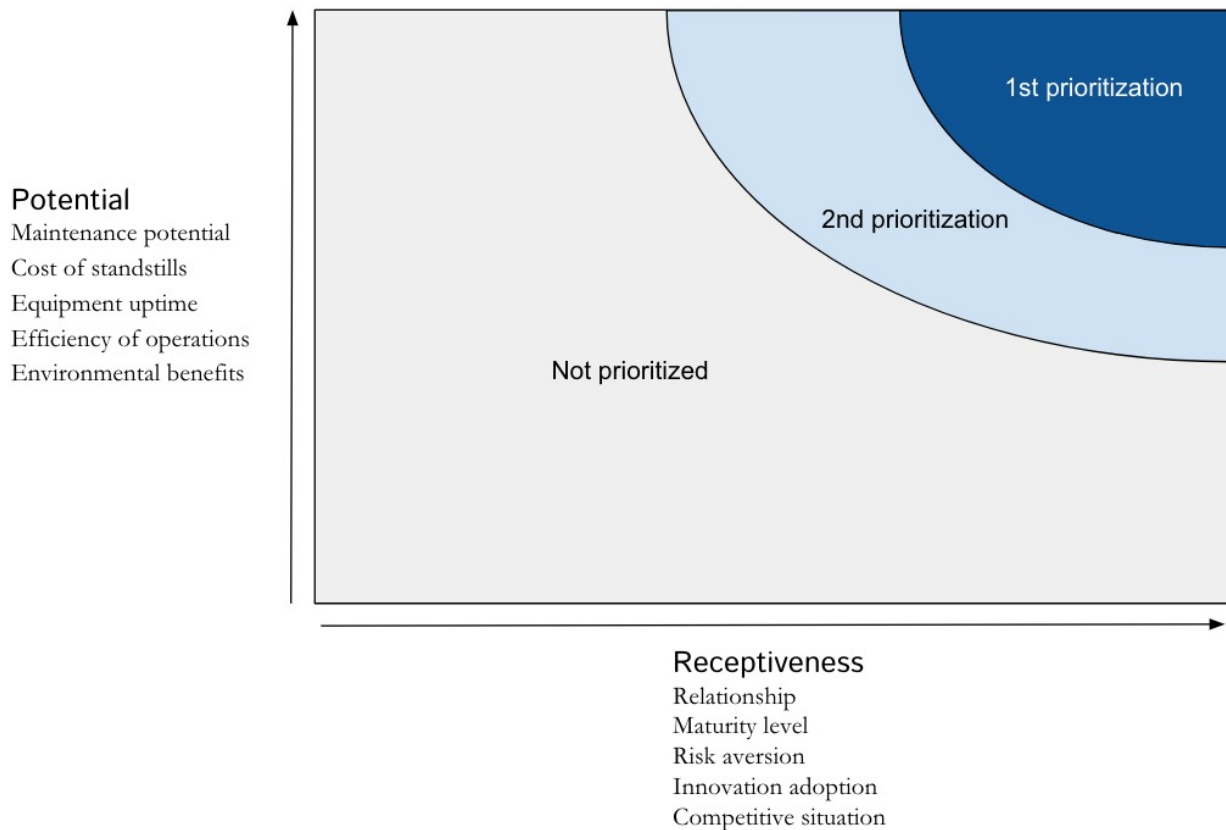 1st prioritization
2nd prioritization
Not prioritized
Potential
Maintenance potential
Cost of standstills
Equipment uptime
Efficiency of operations
Environmental benefits
Receptiveness
Relationship
Maturity level
Risk aversion
Innovation adoption
Competitive situation